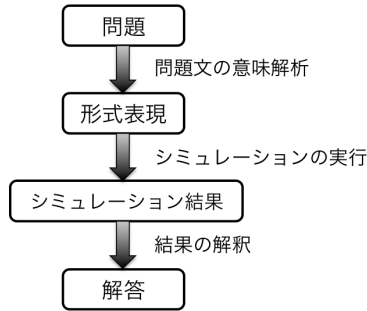 問題
問題文の意味解析
形式表現
シミュレーションの実行
シミュレーション結果
結果の解釈
解答